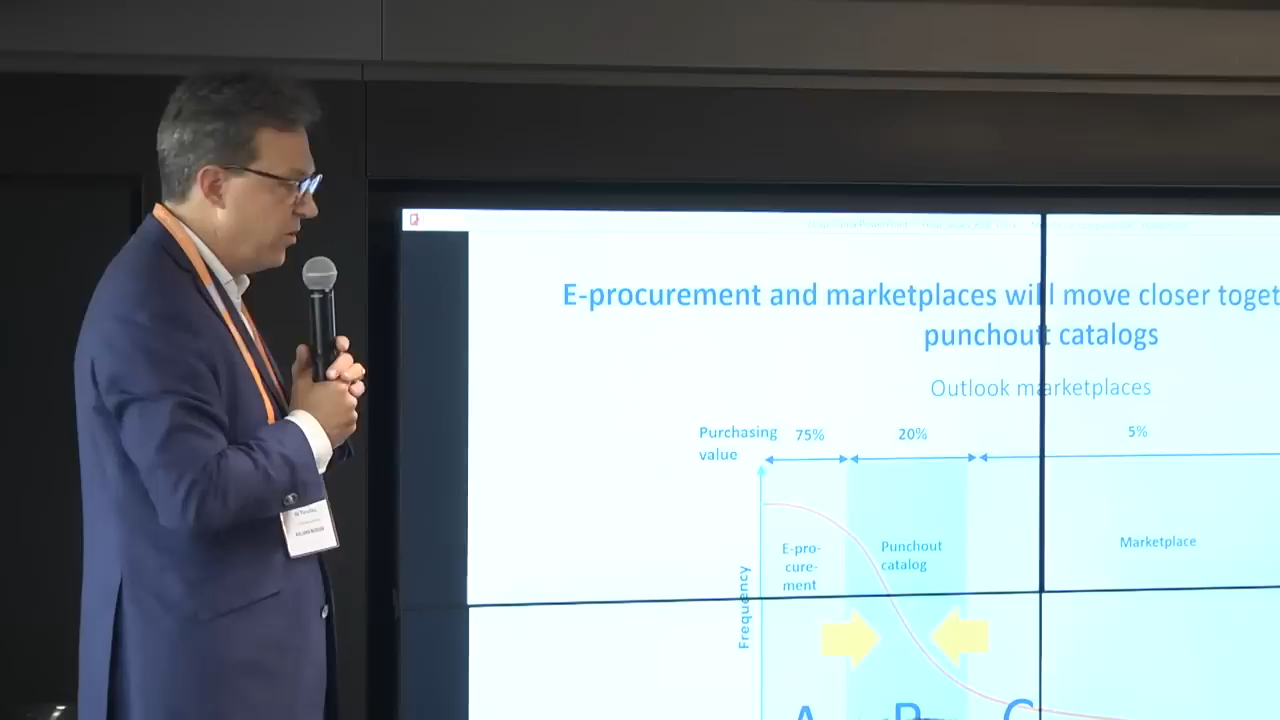 E-procurement and marketplaces will move closer toget
punchout catalogs
Outlook marketplaces
Purchasing
value
75%
20%
5%
E-pro-
cure-
ment
Punchout
catalog
Marketplace
Frequency
A B C